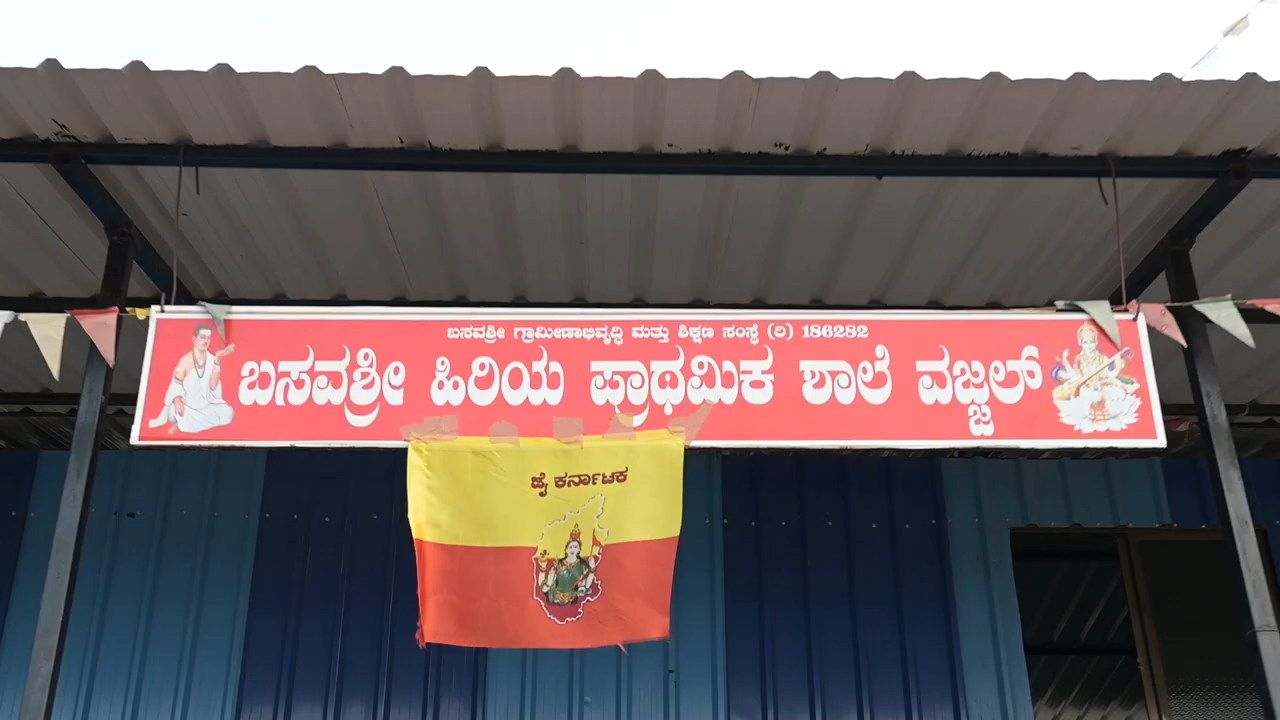 ಬಸವಶ್ರೀ ಗ್ರಾಮೀಣಾಭಿವೃದ್ಧಿ ಮತ್ತು ಶಿಕ್ಷಣ ಸಂಸ್ಥೆ (ರಿ) 186282
ಬಸವಶ್ರೀ ಹಿರಿಯ ಪ್ರಾಥಮಿಕ ಶಾಲೆ ವಜ್ಜಲ್
ಜೈ ಕರ್ನಾಟಕ